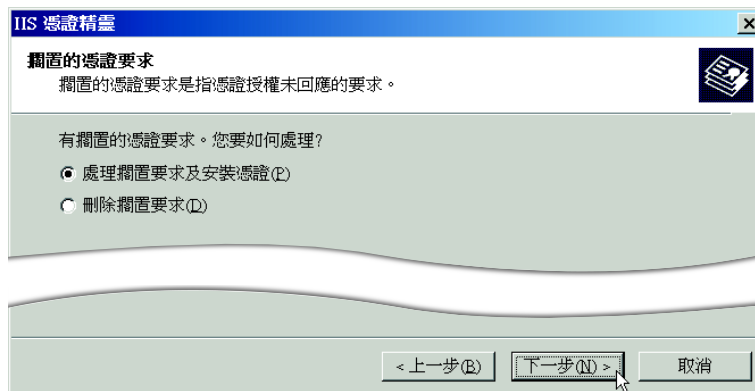 IIS 憑證精靈
擱置的憑證要求
擱置的憑證要求是指憑證授權未回應的要求。
有擱置的憑證要求。您要如何處理?
處理擱置要求及安裝憑證(P)
刪除擱置要求(D)
<上一步(B)
下一步(N)>
取消